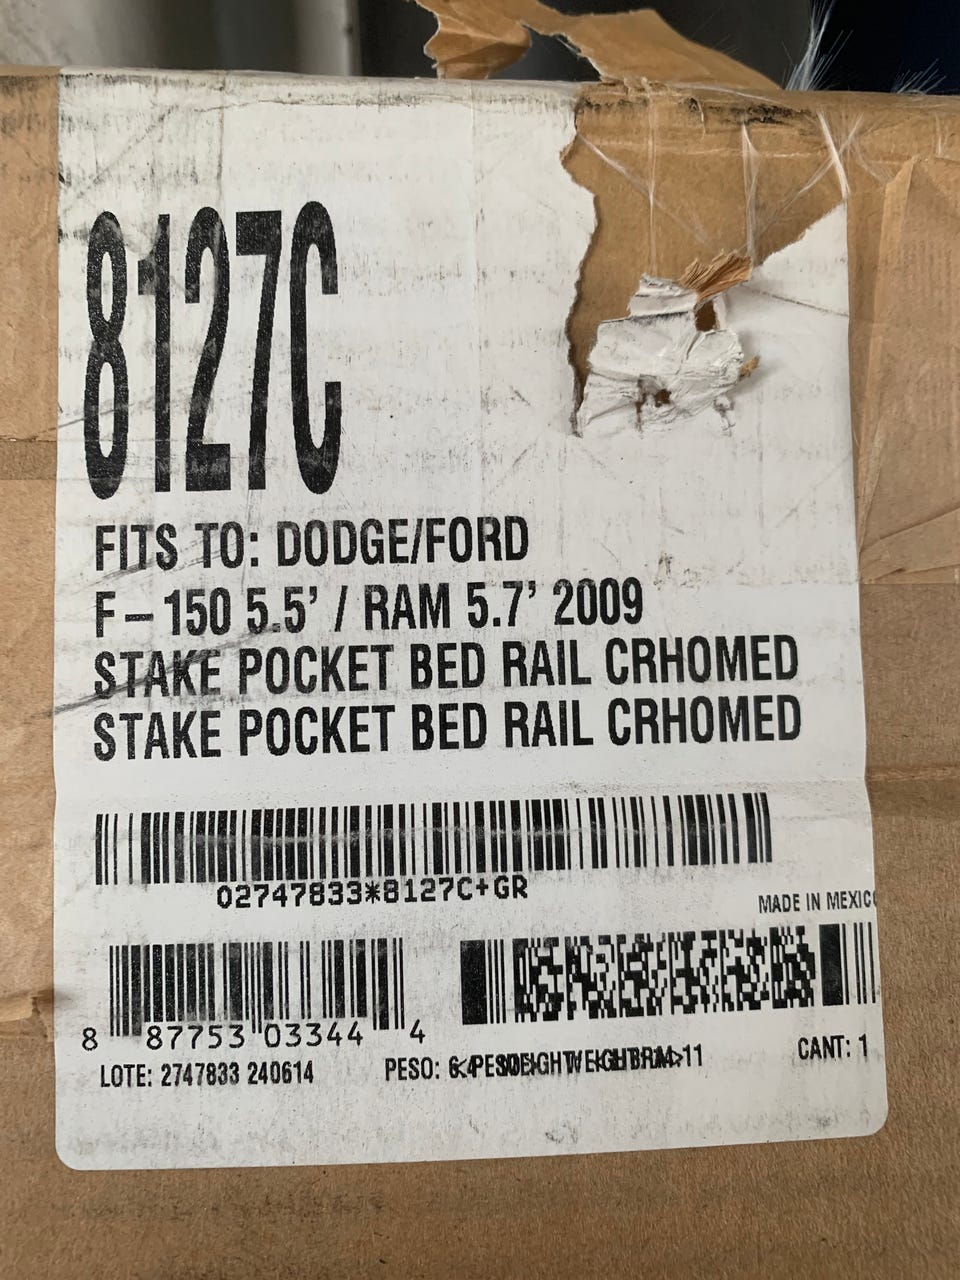 8127C
FITS TO: DODGE/FORD
F-150 5.5' / RAM 5.7' 2009
STAKE POCKET BED RAIL CRHOMED
STAKE POCKET BED RAIL CRHOMED
02747833*8127C+GR
MADE IN MEXICO
8 87753 03344 4
LOTE: 2747833 240614 PESO: CANT: 1